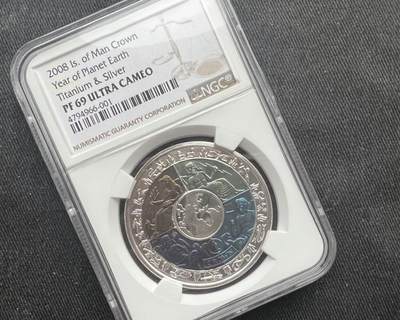 2008 Is. of Man Crown
Year of Planet Earth
Titanium & Silver
PF 69 ULTRA CAMEO
4794966-001
NGC
NUMISMATIC GUARANTY CORPORATION